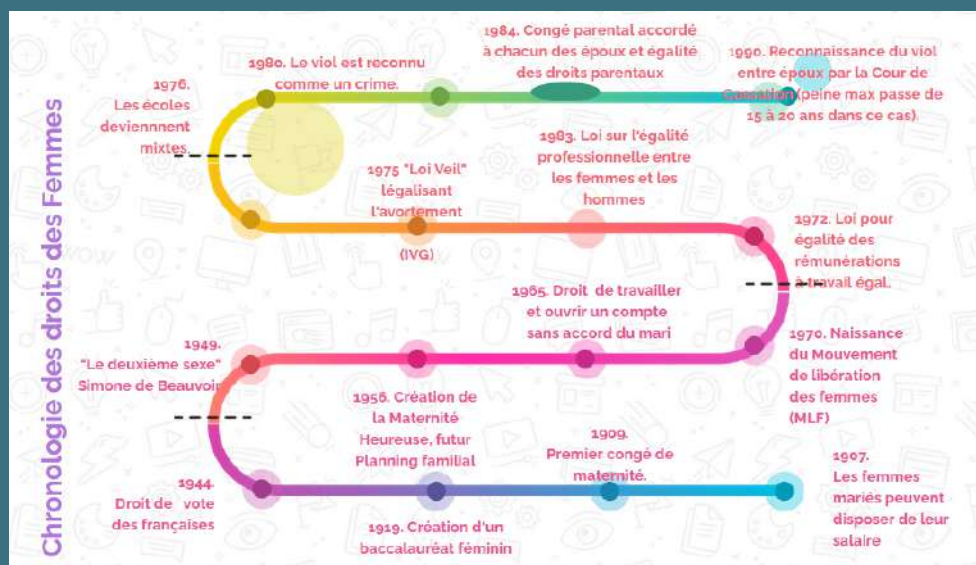 Chronologie des droits des Femmes
1984. Congé parental accordé
à chacun des époux et égalité
des droits parentaux
1990. Reconnaissance du viol
entre époux par la Cour de
Cassation (peine max passe de
15 à 20 ans dans ce cas)
1980. Le viol est reconnu
comme un crime.
1976.
Les écoles
deviennnent
mixtes.
1983. Loi sur l'égalité
professionnelle entre
les femmes et les
hommes
1975 "Loi Veil"
légalisant
l'avortement
(IVG)
1972. Loi pour
égalité des
rémunérations
à travail égal.
1965. Droit de travailler
et ouvrir un compte
sans accord du mari
1970. Naissance
du Mouvement
de libération
des femmes
(MLF)
1949.
"Le deuxième sexe"
Simone de Beauvoir
1956. Création de
la Maternité
Heureuse, futur
Planning familial
1909.
Premier congé de
maternité.
1907.
Les femmes
mariés peuvent
disposer de leur
salaire
1944.
Droit de vote
des françaises
1919. Création d'un
baccalauréat féminin